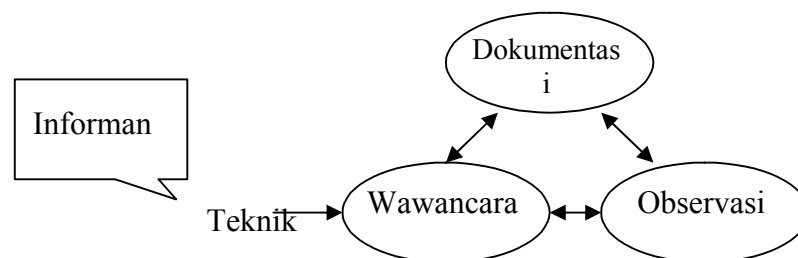 Dokumentas
i
Informan
Teknik
Wawancara
Observasi